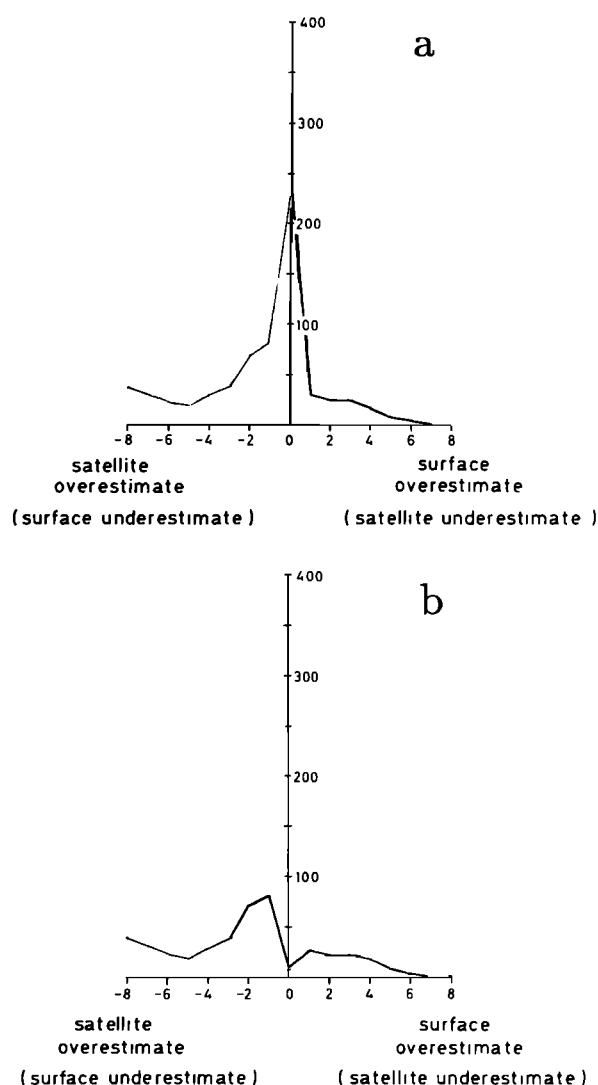 400
a
300
200
100
-8 -6 -4 -2 0 2 4 6 8
satellite surface
overestimate overestimate
(surface underestimate) (satellite underestimate)
400
b
300
200
100
-8 -6 -4 -2 0 2 4 6 8
satellite surface
overestimate overestimate
(surface underestimate) (satellite underestimate)